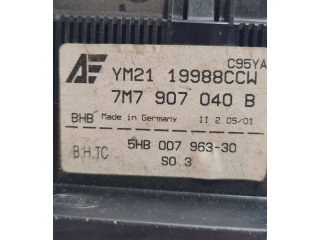 C95YA
AE YM21 19988CCW
7M7 907 040 B
BHB Made in Germany II 2 05/01
B.H.TC 5HB 007 963-30
SO 3